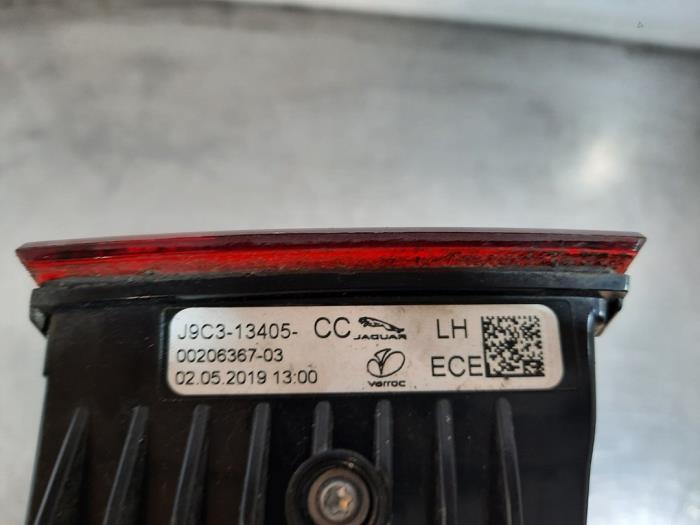 J9C3-13405- CC JAGUAR LH
00206367-03 varroc ECE
02.05.2019 13:00